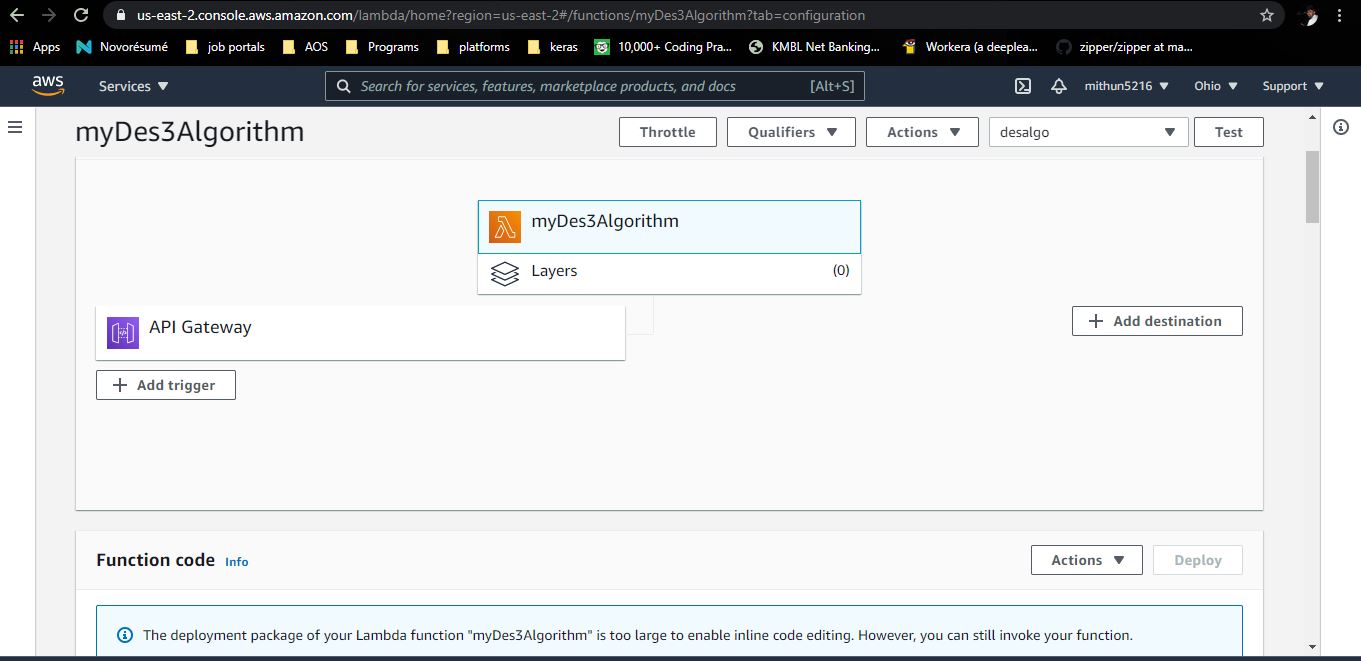 us-east-2.console.aws.amazon.com/lambda/home?region=us-east-2#/functions/myDes3Algorithm?tab=configuration
Apps Novorésumé job portals AOS Programs platforms keras 10,000+ Coding Pra... KMBL Net Banking... Workera (a deeplea... zipper/zipper at ma...
aws Services Search for services, features, marketplace products, and docs [Alt+S] mithun5216 Ohio Support
myDes3Algorithm Throttle Qualifiers Actions desalgo Test
myDes3Algorithm
Layers (0)
API Gateway
Add destination
Add trigger
Function code Info Actions Deploy
The deployment package of your Lambda function "myDes3Algorithm" is too large to enable inline code editing. However, you can still invoke your function.